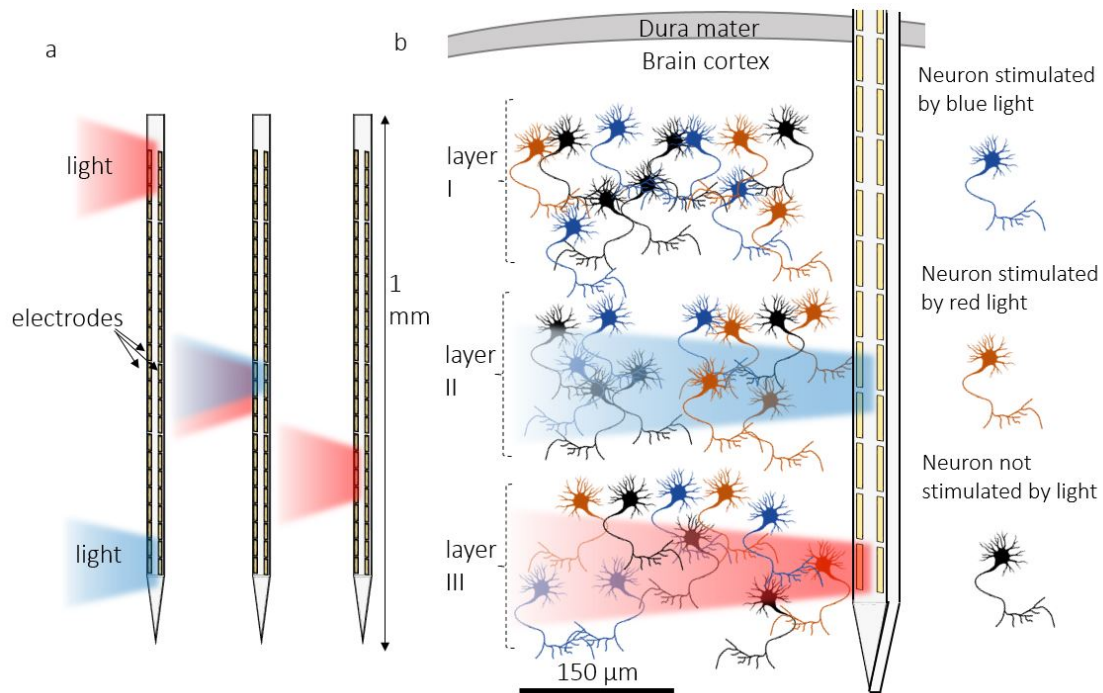 a
light
electrodes
light
1
mm
b
Dura mater
Brain cortex
layer
I
layer
II
layer
III
150 μm
Neuron stimulated
by blue light
Neuron stimulated
by red light
Neuron not
stimulated by light